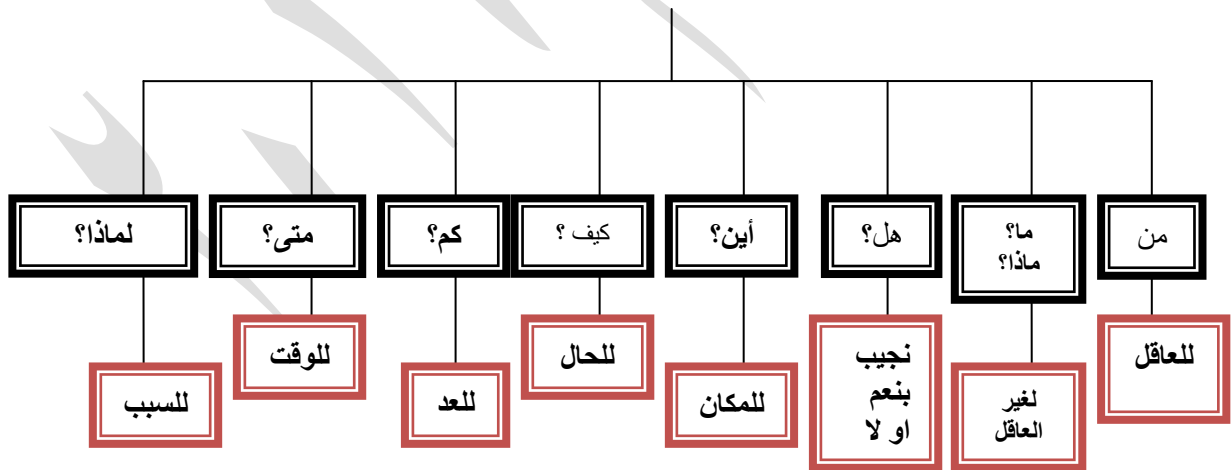 من
ما؟
ماذا؟
هل؟
أين؟
كيف ؟
كم؟
متى؟
لماذا؟
للعاقل
لغير
العاقل
نجيب
بنعم
او لا
للمكان
للحال
للعد
للوقت
للسبب